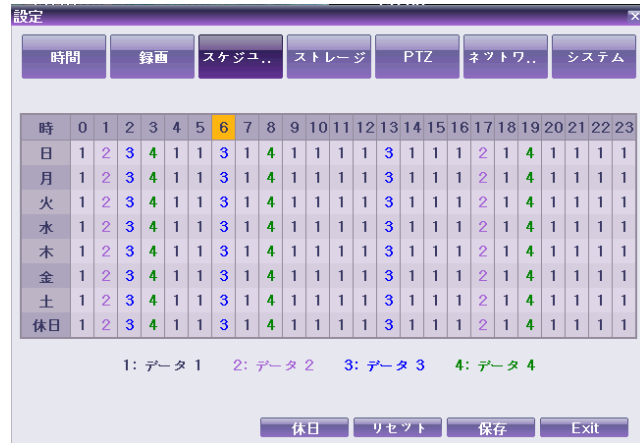 設定
時間 録画 スケジュ.. ストレージ PTZ ネットワ.. システム
時 0 1 2 3 4 5 6 7 8 9 10 11 12 13 14 15 16 17 18 19 20 21 22 23
日 1 2 3 4 1 1 3 1 4 1 1 1 1 3 1 1 1 2 1 4 1 1 1 1
月 1 2 3 4 1 1 3 1 4 1 1 1 1 3 1 1 1 2 1 4 1 1 1 1
火 1 2 3 4 1 1 3 1 4 1 1 1 1 3 1 1 1 2 1 4 1 1 1 1
水 1 2 3 4 1 1 3 1 4 1 1 1 1 3 1 1 1 2 1 4 1 1 1 1
木 1 2 3 4 1 1 3 1 4 1 1 1 1 3 1 1 1 2 1 4 1 1 1 1
金 1 2 3 4 1 1 3 1 4 1 1 1 1 3 1 1 1 2 1 4 1 1 1 1
土 1 2 3 4 1 1 3 1 4 1 1 1 1 3 1 1 1 2 1 4 1 1 1 1
休日 1 2 3 4 1 1 3 1 4 1 1 1 1 3 1 1 1 2 1 4 1 1 1 1
1: データ 1 2: データ 2 3: データ 3 4: データ 4
休日 リセット 保存 Exit